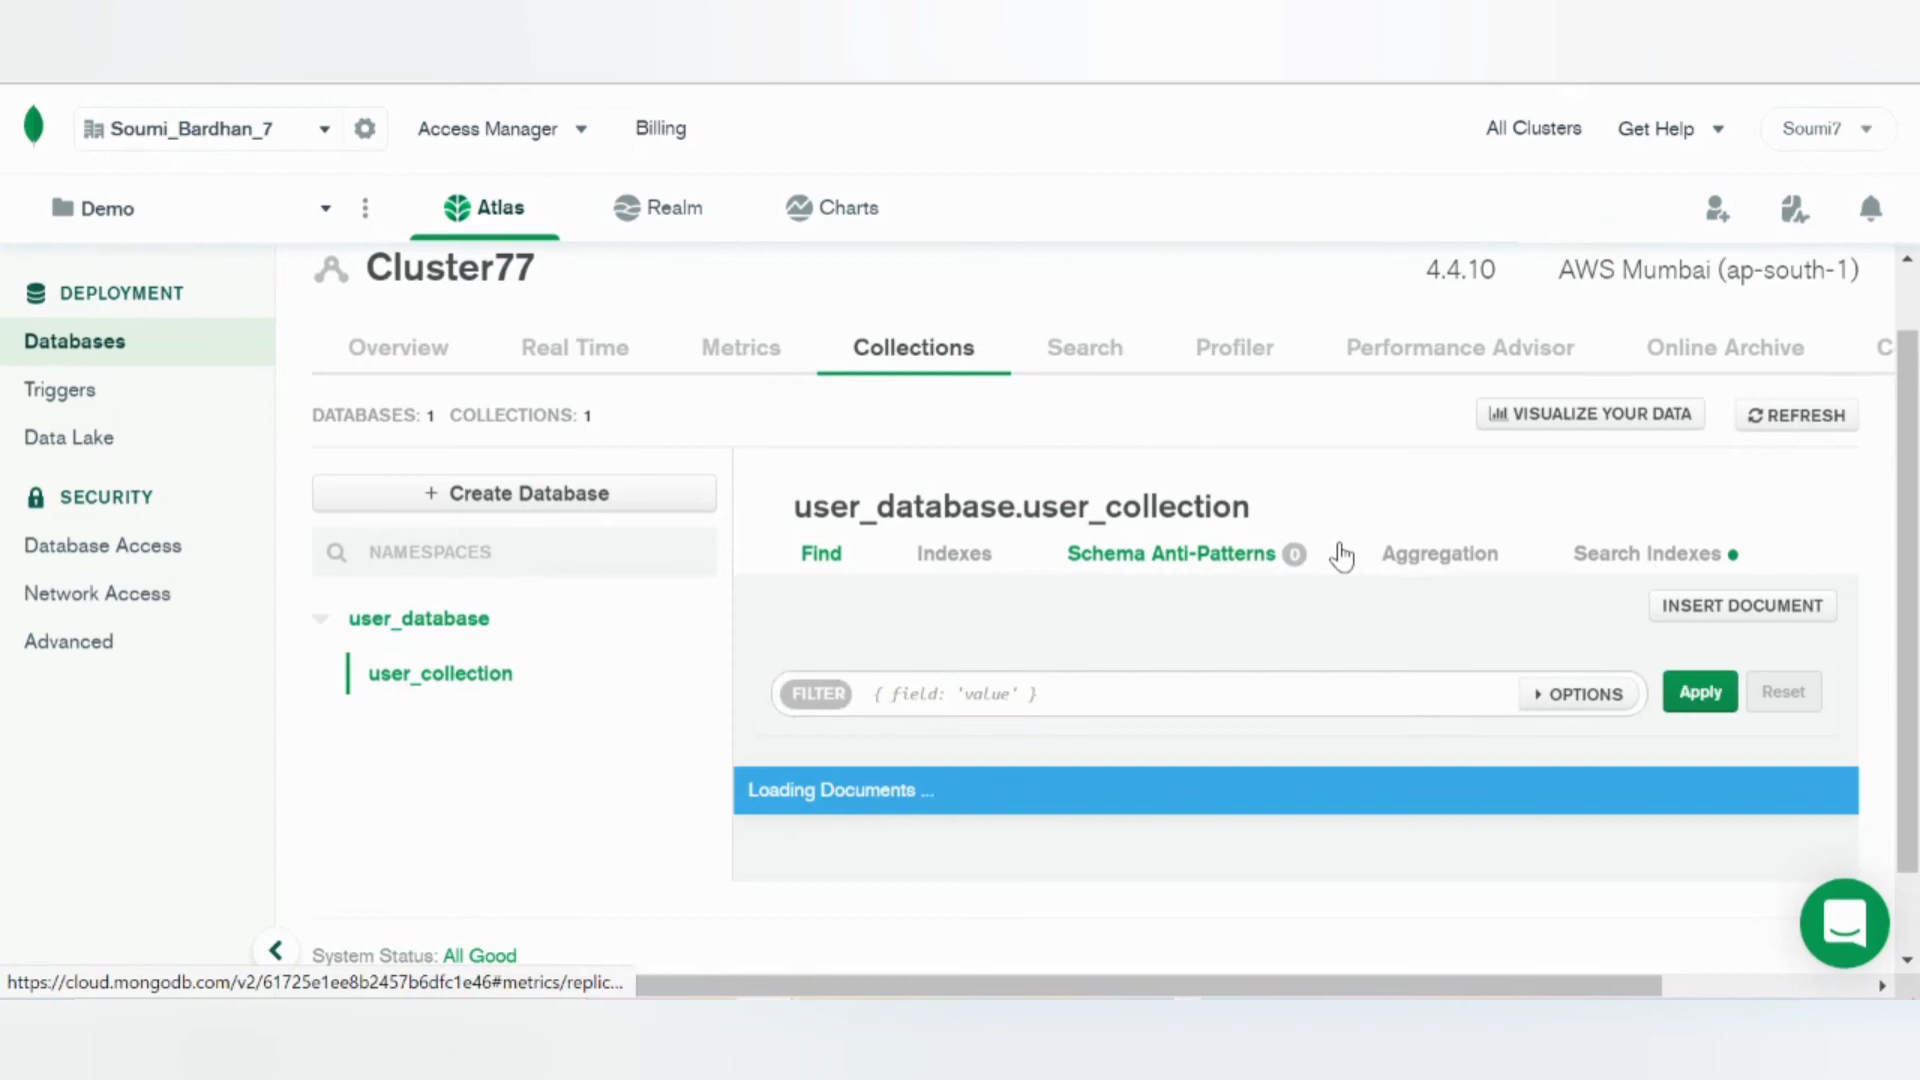 Soumi_Bardhan_7
Access Manager
Billing
All Clusters
Get Help
Soumi7
Demo
Atlas
Realm
Charts
DEPLOYMENT
Databases
Triggers
Data Lake
SECURITY
Database Access
Network Access
Advanced
Cluster77
4.4.10
AWS Mumbai (ap-south-1)
Overview
Real Time
Metrics
Collections
Search
Profiler
Performance Advisor
Online Archive
C
DATABASES: 1 COLLECTIONS: 1
VISUALIZE YOUR DATA
REFRESH
+ Create Database
NAMESPACES
user_database
user_collection
user_database.user_collection
Find
Indexes
Schema Anti-Patterns 0
Aggregation
Search Indexes
INSERT DOCUMENT
FILTER { field: 'value' }
OPTIONS
Apply
Reset
Loading Documents ...
System Status: All Good
https://cloud.mongodb.com/v2/61725e1ee8b2457b6dfc1e46#metrics/replic...